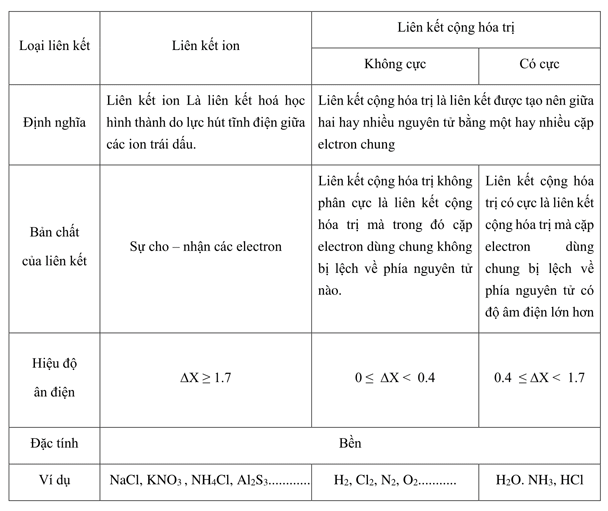 Loại liên kết
Liên kết ion
Liên kết cộng hóa trị
Không cực
Có cực
Định nghĩa
Liên kết ion Là liên kết hoá học
hình thành do lực hút tĩnh điện giữa
các ion trái dấu.
Liên kết cộng hóa trị là liên kết được tạo nên giữa
hai hay nhiều nguyên tử bằng một hay nhiều cặp
elctron chung
Bản chất
của liên kết
Sự cho – nhận các electron
Liên kết cộng hóa trị không
phân cực là liên kết cộng
hóa trị mà trong đó cặp
electron dùng chung không
bị lệch về phía nguyên tử
nào.
Liên kết cộng hóa
trị có cực là liên kết
cộng hóa trị mà cặp
electron dùng
chung bị lệch về
phía nguyên tử có
độ âm điện lớn hơn
Hiệu độ
ân điện
ΔX ≥ 1.7
0 ≤ ΔX < 0.4
0.4 ≤ ΔX < 1.7
Đặc tính
Bền
Ví dụ
NaCl, KNO₃ , NH₄Cl, Al₂S₃............
H₂, Cl₂, N₂, O₂...........
H₂O. NH₃, HCl